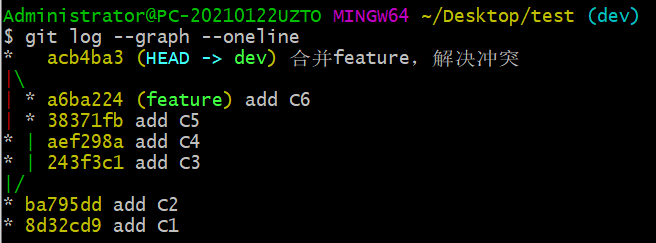 Administrator@PC-20210122UZTO MINGW64 ~/Desktop/test (dev)
$ git log --graph --oneline
*   acb4ba3 (HEAD -> dev) 合并feature，解决冲突
|\
| * a6ba224 (feature) add C6
| * 38371fb add C5
* | aef298a add C4
* | 243f3c1 add C3
|/
* ba795dd add C2
* 8d32cd9 add C1